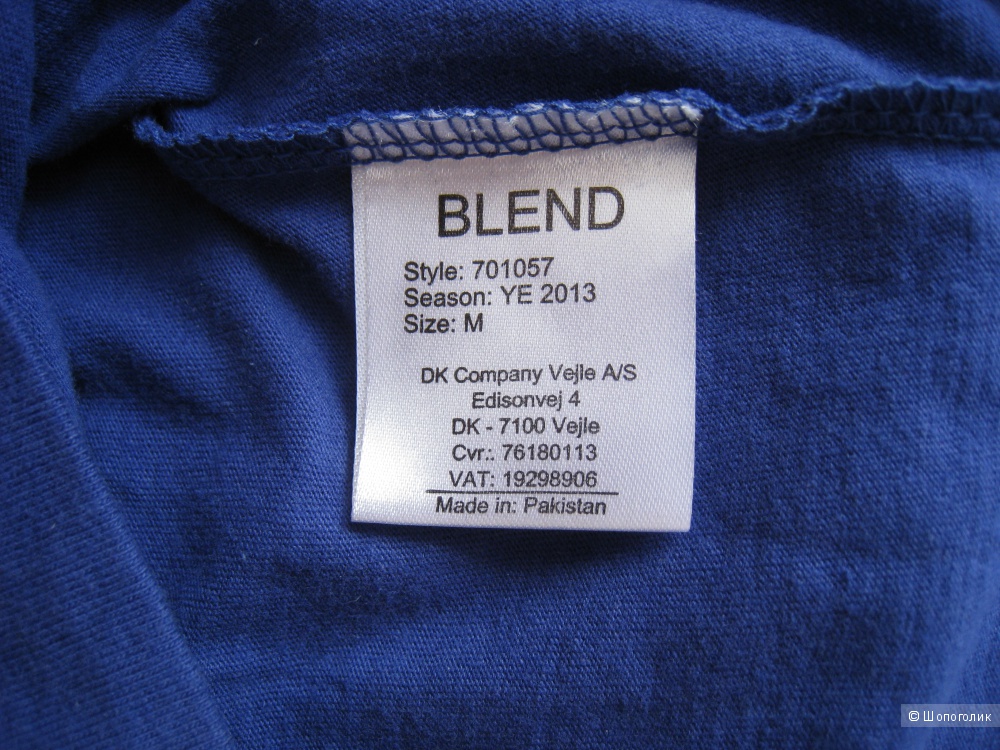 BLEND
Style: 701057
Season: YE 2013
Size: M
DK Company Vejle A/S
Edisonvej 4
DK - 7100 Vejle
Cvr:. 76180113
VAT: 19298906
Made in: Pakistan
© Шопоголик